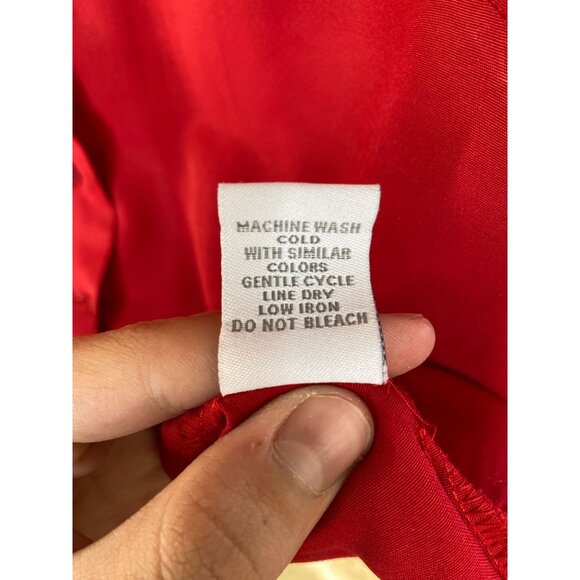 MACHINE WASH
COLD
WITH SIMILAR
COLORS
GENTLE CYCLE
LINE DRY
LOW IRON
DO NOT BLEACH